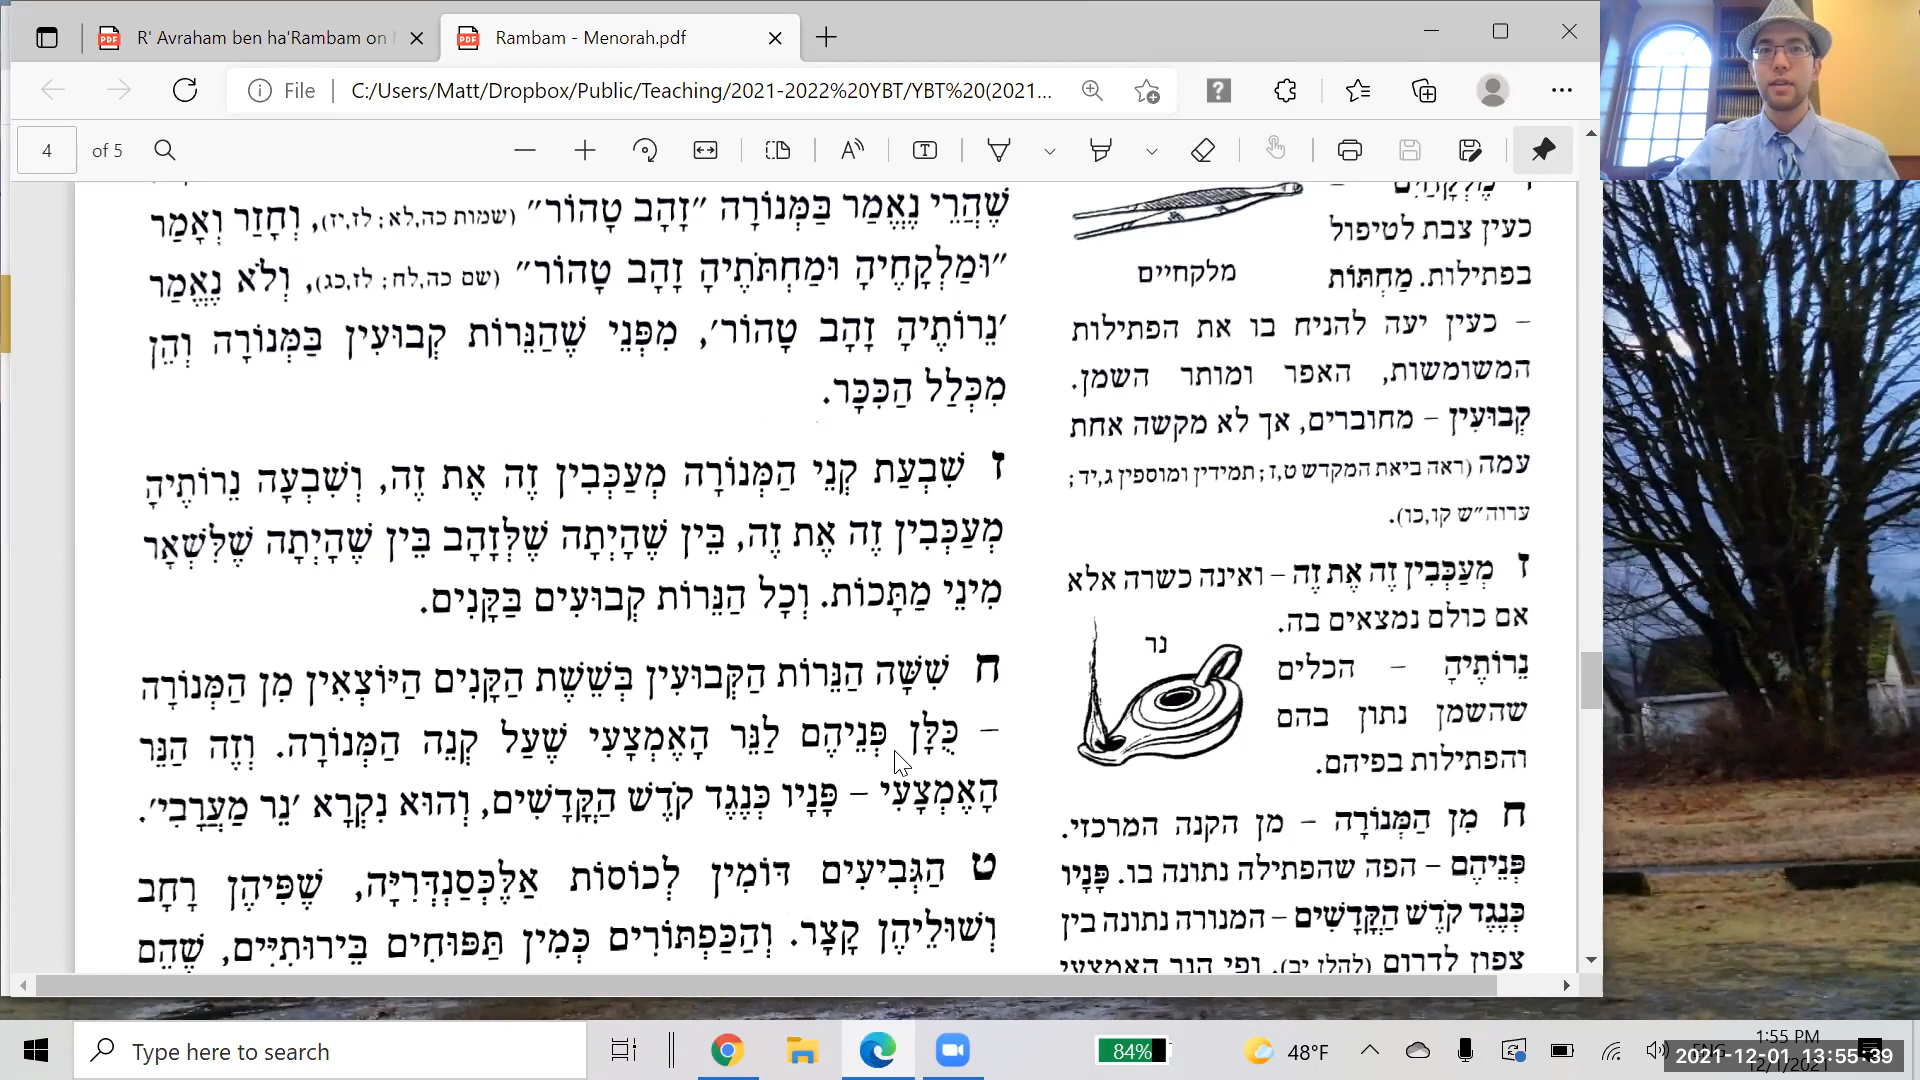 R' Avraham ben ha'Rambam on
Rambam - Menorah.pdf
File
C:/Users/Matt/Dropbox/Public/Teaching/2021-2022%20YBT/YBT%20(2021...
4
of 5
שֶׁהֲרֵי נֶאֱמַר בַּמְּנוֹרָה "זָהָב טָהוֹר" (שמות כה,לא; לז,יז), וְחָזַר וְאָמַר
"וּמַלְקָחֶיהָ וּמַחְתֹּתֶיהָ זָהָב טָהוֹר" (שם כה,לח; לז,כג), וְלֹא נֶאֱמַר
'נֵרוֹתֶיהָ זָהָב טָהוֹר', מִפְּנֵי שֶׁהַנֵּרוֹת קְבוּעִין בַּמְּנוֹרָה וְהֵן
מִכְּלַל הַכִּכָּר.
ז שִׁבְעַת קְנֵי הַמְּנוֹרָה מְעַכְּבִין זֶה אֶת זֶה, וְשִׁבְעָה נֵרוֹתֶיהָ
מְעַכְּבִין זֶה אֶת זֶה, בֵּין שֶׁהָיְתָה שֶׁלְּזָהָב בֵּין שֶׁהָיְתָה שֶׁלִּשְׁאָר
מִינֵי מַתָּכוֹת. וְכָל הַנֵּרוֹת קְבוּעִים בַּקָּנִים.
ח שִׁשָּׁה הַנֵּרוֹת הַקְּבוּעִין בְּשֵׁשֶׁת הַקָּנִים הַיּוֹצְאִין מִן הַמְּנוֹרָה
– כֻּלָּן פְּנֵיהֶם לַנֵּר הָאֶמְצָעִי שֶׁעַל קְנֵה הַמְּנוֹרָה. וְזֶה הַנֵּר
הָאֶמְצָעִי – פָּנָיו כְּנֶגֶד קֹדֶשׁ הַקֳּדָשִׁים, וְהוּא נִקְרָא 'נֵר מַעֲרָבִי'.
ט הַגְּבִיעִים דּוֹמִין לְכוֹסוֹת אַלֶּכְּסַנְדְּרִיָּה, שֶׁפִּיהֶן רָחָב
וְשׁוּלֵיהֶן קָצָר. וְהַכַּפְתּוֹרִים כְּמִין תַּפּוּחִים בֵּירוּתִיִּים, שֶׁהֵם
ו מֶלְקָחַיִם –
כעין צבת לטיפול
בפתילות. מַחְתּוֹת
– כעין יעה להניח בו את הפתילות
המשומשות, האפר ומותר השמן.
קְבוּעִין – מחוברים, אך לא מקשה אחת
עמה (ראה ביאת המקדש ט,ז; תמידין ומוספין ג,יד;
ערוה"ש קו,כו).
מלקחיים
ז מְעַכְּבִין זֶה אֶת זֶה – ואינה כשרה אלא
אם כולם נמצאים בה.
נֵרוֹתֶיהָ – הכלים
שהשמן נתון בהם
והפתילות בפיהם.
נר
ח מִן הַמְּנוֹרָה – מן הקנה המרכזי.
פְּנֵיהֶם – הפה שהפתילה נתונה בו. פָּנָיו
כְּנֶגֶד קֹדֶשׁ הַקֳּדָשִׁים – המנורה נתונה בין
צפון לדרום (להלן יב), ופי הנר האמצעי
Type here to search
84%
48°F
ENG
1:55 PM
12/1/2021
2021-12-01 13:55:39